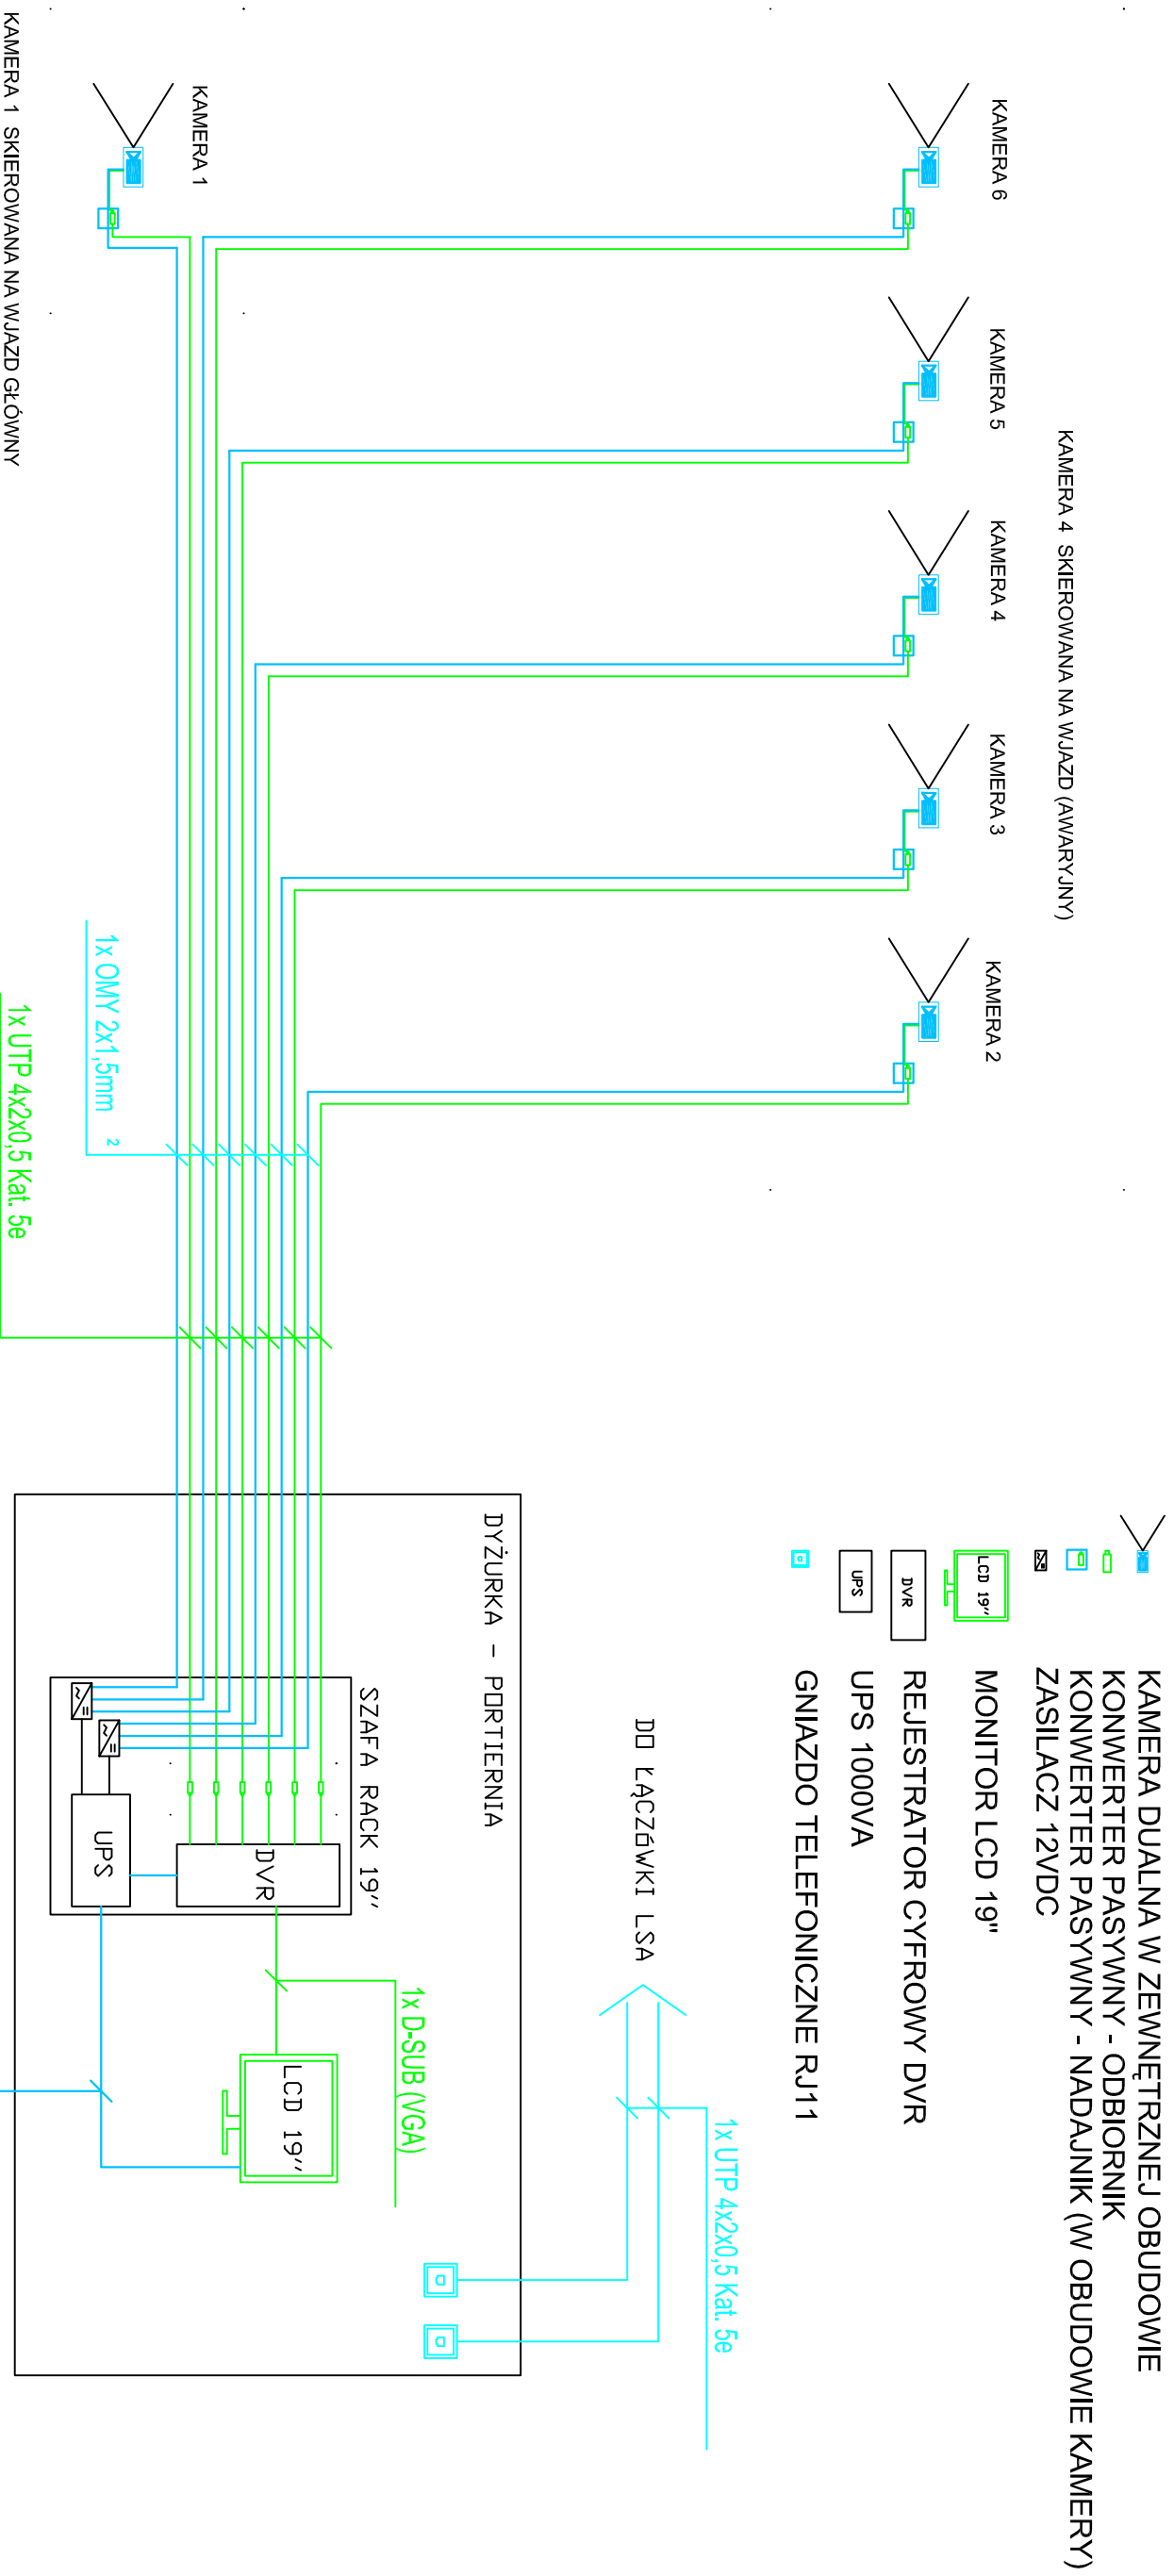 KAMERA DUALNA W ZEWNĘTRZNEJ OBUDOWIE
KONWERTER PASYWNY - ODBIORNIK
KONWERTER PASYWNY - NADAJNIK (W OBUDOWIE KAMERY)
ZASILACZ 12VDC
LCD 19''
MONITOR LCD 19"
DVR
REJESTRATOR CYFROWY DVR
UPS
UPS 1000VA
GNIAZDO TELEFONICZNE RJ11
KAMERA 4 SKIEROWANA NA WJAZD (AWARYJNY)
KAMERA 6
KAMERA 5
KAMERA 4
KAMERA 3
KAMERA 2
1x UTP 4x2x0,5 Kat. 5e
DO ŁĄCZÓWKI LSA
DYŻURKA - PORTIERNIA
1x D-SUB (VGA)
SZAFA RACK 19''
LCD 19''
DVR
UPS
KAMERA 1
1x OMY 2x1,5mm 2
1x UTP 4x2x0,5 Kat. 5e
KAMERA 1 SKIEROWANA NA WJAZD GŁÓWNY